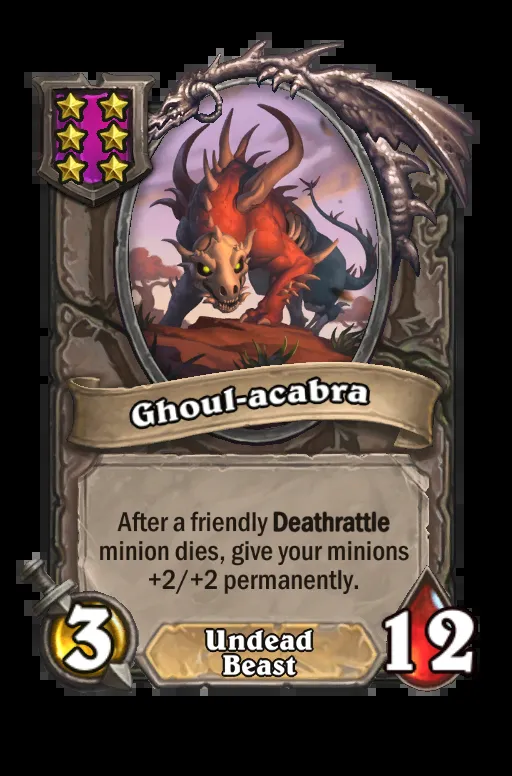 Ghoul-acabra
After a friendly Deathrattle
minion dies, give your minions
+2/+2 permanently.
3
Undead
Beast
12